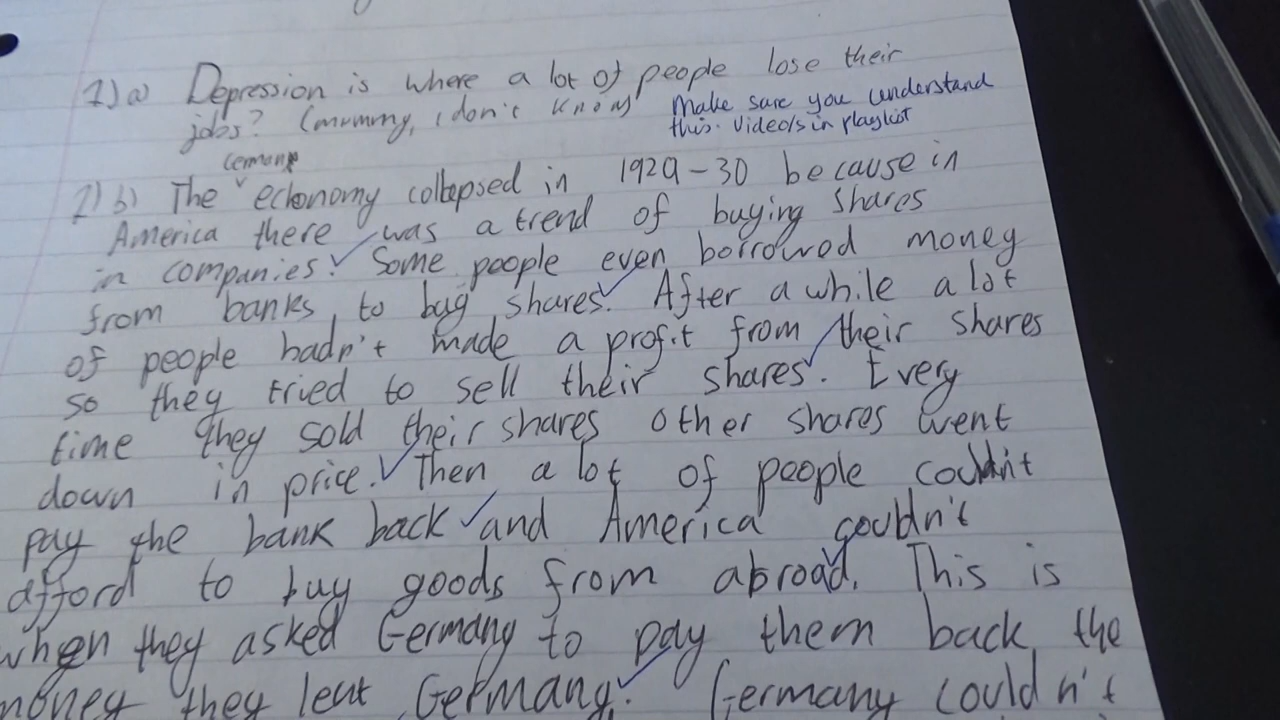 1) a) Depression is where a lot of people lose their
jobs? (mummy, i don't know) Make sure you understand
this. Video/s in playlist
German
2) b) The ˅ economy collapsed in 1929-30 because in
America there was a trend of buying shares
in companies. ✓ Some people even borrowed money
from banks, to buy shares. ✓ After a while a lot
of people hadn't made a profit from their shares
so they tried to sell their shares ✓. Every
time they sold their shares other shares went
down in price. ✓ Then a lot of people couldn't
pay the bank back ✓ and America couldn't
afford to buy goods from abroad. ✓ This is
when they asked Germany to pay them back the
money they lent Germany. ✓ Germany couldn't